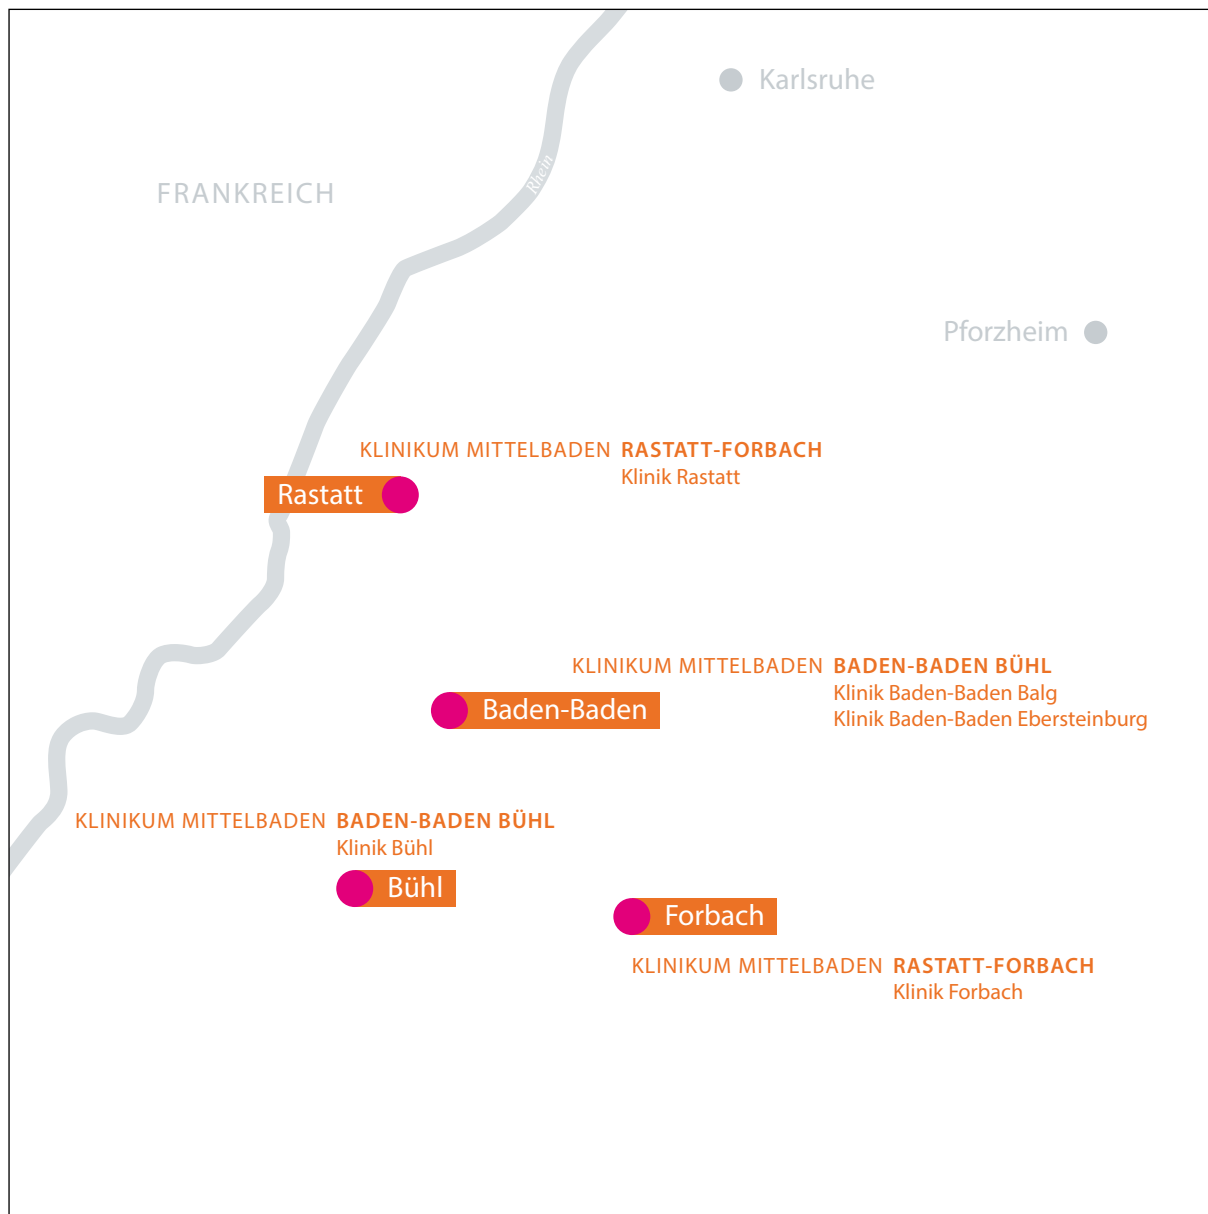 Karlsruhe
Rhein
FRANKREICH
Pforzheim
KLINIKUM MITTELBADEN RASTATT-FORBACH
Klinik Rastatt
Rastatt
KLINIKUM MITTELBADEN BADEN-BADEN BÜHL
Klinik Baden-Baden Balg
Klinik Baden-Baden Ebersteinburg
Baden-Baden
KLINIKUM MITTELBADEN BADEN-BADEN BÜHL
Klinik Bühl
Bühl
Forbach
KLINIKUM MITTELBADEN RASTATT-FORBACH
Klinik Forbach